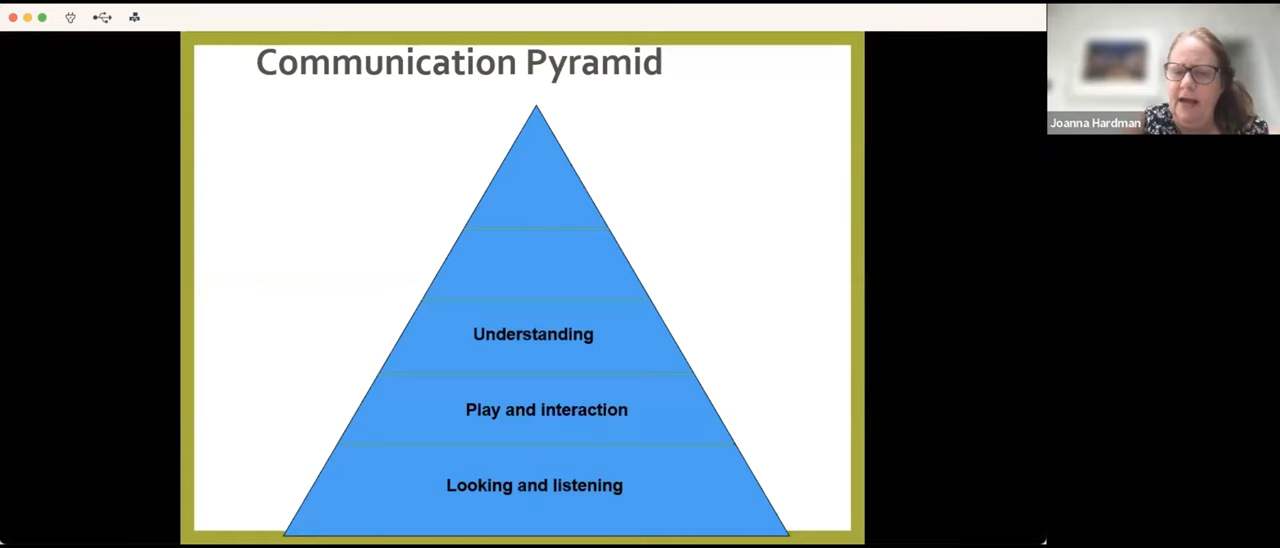 Communication Pyramid
Joanna Hardman
Understanding
Play and interaction
Looking and listening